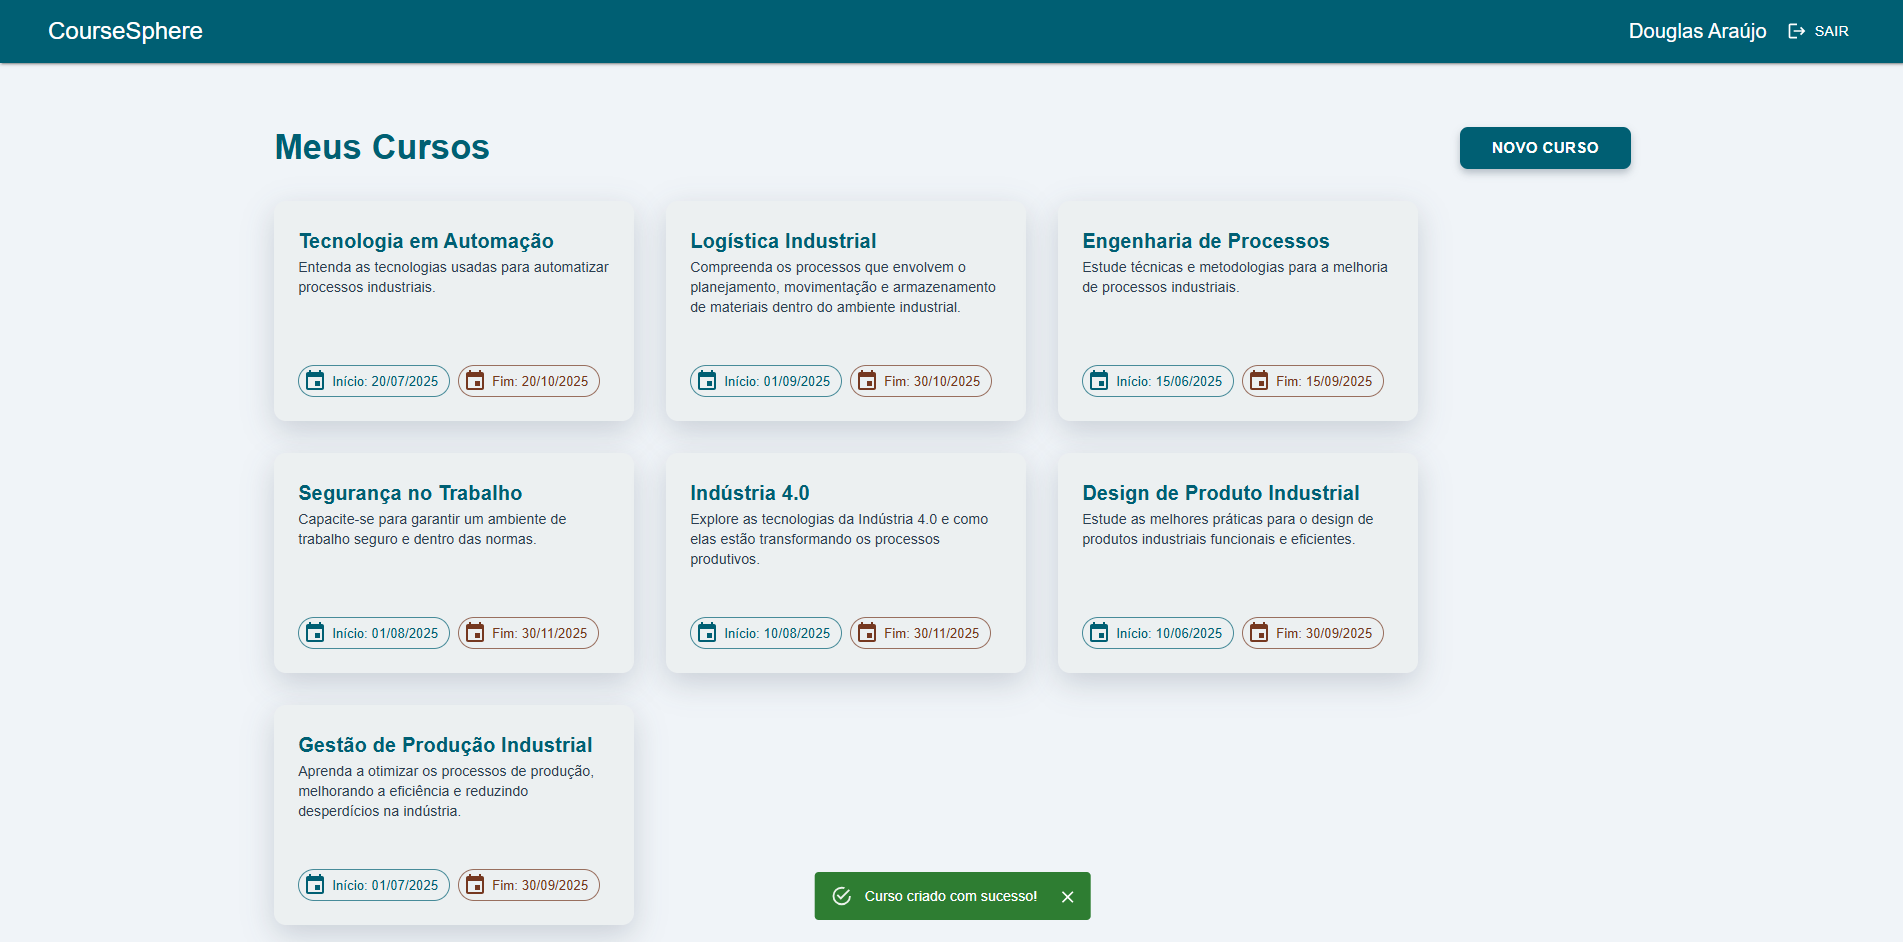 CourseSphere
Douglas Araújo
SAIR
Meus Cursos
NOVO CURSO
Tecnologia em Automação
Entenda as tecnologias usadas para automatizar
processos industriais.
Início: 20/07/2025
Fim: 20/10/2025
Logística Industrial
Compreenda os processos que envolvem o
planejamento, movimentação e armazenamento
de materiais dentro do ambiente industrial.
Início: 01/09/2025
Fim: 30/10/2025
Engenharia de Processos
Estude técnicas e metodologias para a melhoria
de processos industriais.
Início: 15/06/2025
Fim: 15/09/2025
Segurança no Trabalho
Capacite-se para garantir um ambiente de
trabalho seguro e dentro das normas.
Início: 01/08/2025
Fim: 30/11/2025
Indústria 4.0
Explore as tecnologias da Indústria 4.0 e como
elas estão transformando os processos
produtivos.
Início: 10/08/2025
Fim: 30/11/2025
Design de Produto Industrial
Estude as melhores práticas para o design de
produtos industriais funcionais e eficientes.
Início: 10/06/2025
Fim: 30/09/2025
Gestão de Produção Industrial
Aprenda a otimizar os processos de produção,
melhorando a eficiência e reduzindo
desperdícios na indústria.
Início: 01/07/2025
Fim: 30/09/2025
Curso criado com sucesso!